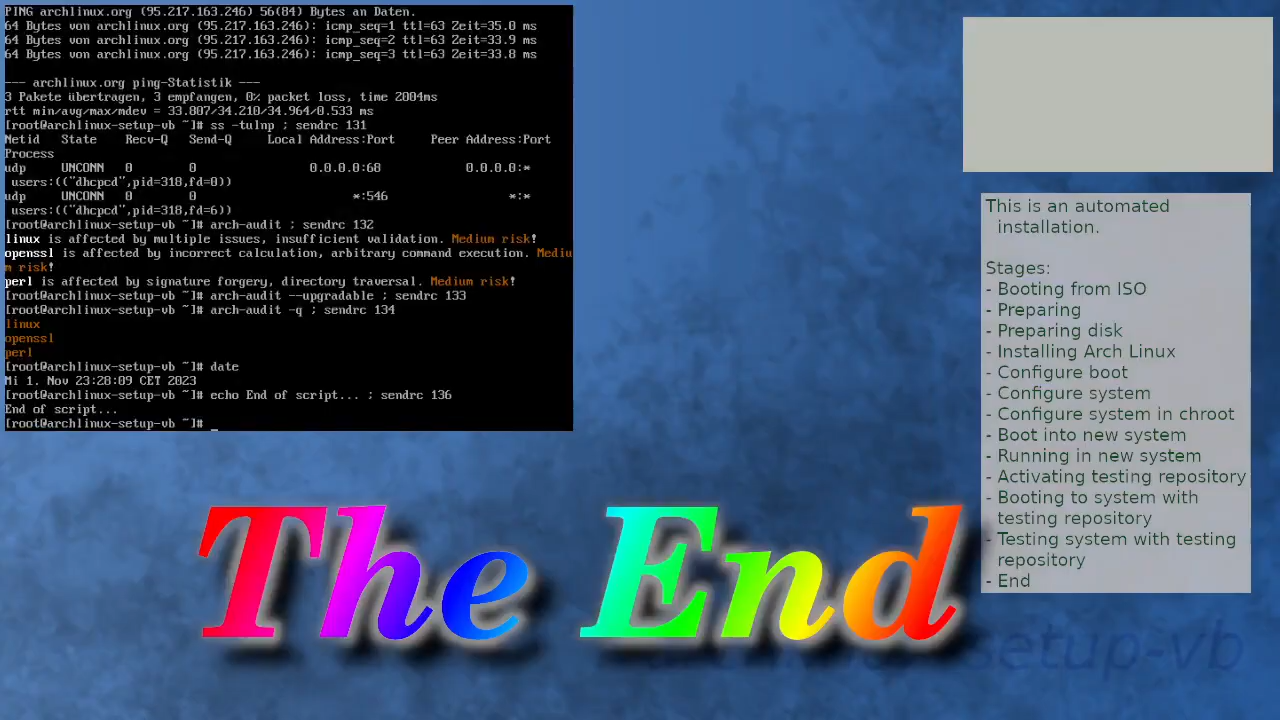 PING archlinux.org (95.217.163.246) 56(84) Bytes an Daten.
64 Bytes von archlinux.org (95.217.163.246): icmp_seq=1 ttl=63 Zeit=35.0 ms
64 Bytes von archlinux.org (95.217.163.246): icmp_seq=2 ttl=63 Zeit=33.9 ms
64 Bytes von archlinux.org (95.217.163.246): icmp_seq=3 ttl=63 Zeit=33.8 ms
--- archlinux.org ping-Statistik ---
3 Pakete übertragen, 3 empfangen, 0% packet loss, time 2004ms
rtt min/avg/max/mdev = 33.807/34.210/34.964/0.533 ms
[root@archlinux-setup-vb ~]# ss -tulnp ; sendrc 131
Netid State Recv-Q Send-Q Local Address:Port Peer Address:Port
Process
udp UNCONN 0 0 0.0.0.0:68 0.0.0.0:*
users:(("dhcpcd",pid=318,fd=0))
udp UNCONN 0 0 *:546 *:*
users:(("dhcpcd",pid=318,fd=6))
[root@archlinux-setup-vb ~]# arch-audit ; sendrc 132
linux is affected by multiple issues, insufficient validation. Medium risk!
openssl is affected by incorrect calculation, arbitrary command execution. Mediu
m risk!
perl is affected by signature forgery, directory traversal. Medium risk!
[root@archlinux-setup-vb ~]# arch-audit --upgradable ; sendrc 133
[root@archlinux-setup-vb ~]# arch-audit -q ; sendrc 134
linux
openssl
perl
[root@archlinux-setup-vb ~]# date
Mi 1. Nov 23:28:09 CET 2023
[root@archlinux-setup-vb ~]# echo End of script... ; sendrc 136
End of script...
[root@archlinux-setup-vb ~]# _
This is an automated
installation.
Stages:
- Booting from ISO
- Preparing
- Preparing disk
- Installing Arch Linux
- Configure boot
- Configure system
- Configure system in chroot
- Boot into new system
- Running in new system
- Activating testing repository
- Booting to system with
testing repository
- Testing system with testing
repository
- End
The End
setup-vb